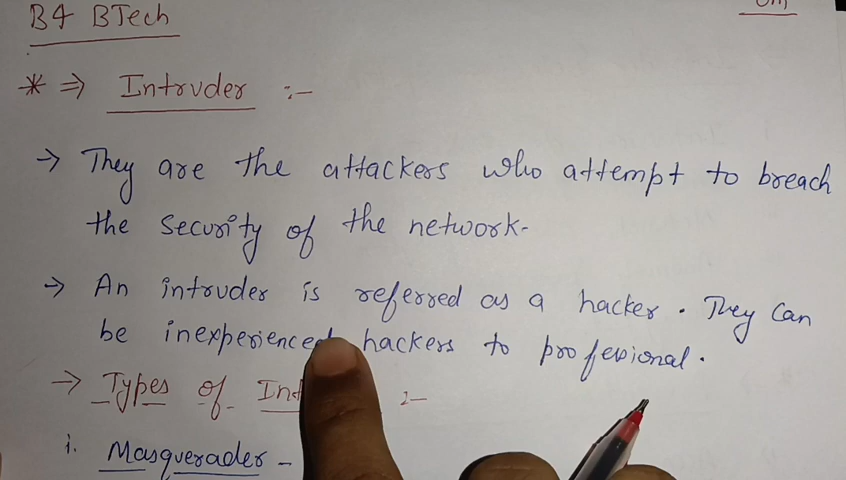 B4 BTech
* ⇒ Intruder :-
→ They are the attackers who attempt to breach
the security of the network.
→ An intruder is referred as a hacker. They can
be inexperienced hackers to professional.
→ Types of :-
i. Masquerader -